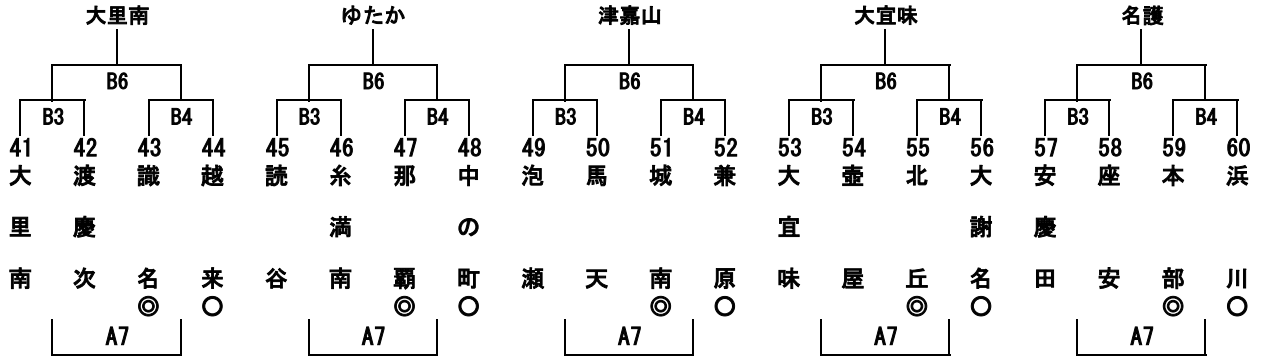 大里南 ゆたか 津嘉山 大宜味 名護
B6 B6 B6 B6 B6
B3 B4 B3 B4 B3 B4 B3 B4 B3 B4
41 42 43 44 45 46 47 48 49 50 51 52 53 54 55 56 57 58 59 60
大里南
渡慶次
識名◎
越来○
読谷
糸満南
那覇◎
中の町○
泡瀬
馬天
城南◎
兼原○
大宜味
壺屋
北丘◎
大謝名○
安慶田
座安
本部◎
浜川○
A7 A7 A7 A7 A7